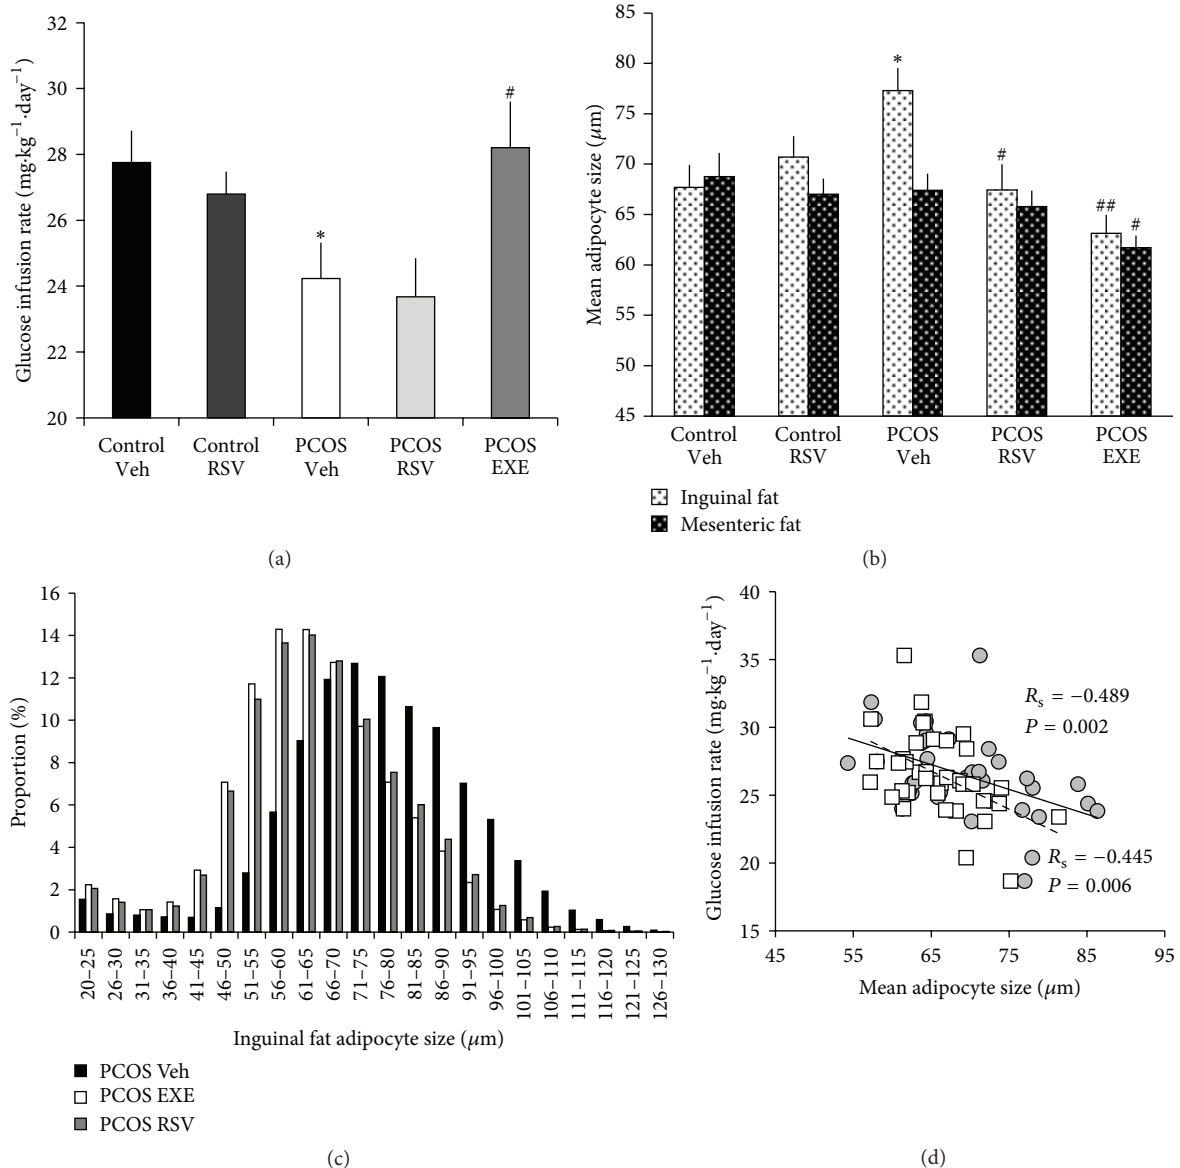 (a)
Glucose infusion rate (mg·kg⁻¹·day⁻¹)
32
30
28
26
24
22
20
*
#
Control Veh
Control RSV
PCOS Veh
PCOS RSV
PCOS EXE
(a)
Mean adipocyte size (μm)
85
80
75
70
65
60
55
50
45
*
#
##
#
Control Veh
Control RSV
PCOS Veh
PCOS RSV
PCOS EXE
Inguinal fat
Mesenteric fat
(b)
Proportion (%)
16
14
12
10
8
6
4
2
0
20–25
26–30
31–35
36–40
41–45
46–50
51–55
56–60
61–65
66–70
71–75
76–80
81–85
86–90
91–95
96–100
101–105
106–110
111–115
116–120
121–125
126–130
Inguinal fat adipocyte size (μm)
PCOS Veh
PCOS EXE
PCOS RSV
(c)
Glucose infusion rate (mg·kg⁻¹·day⁻¹)
40
35
30
25
20
15
Rs = −0.489
P = 0.002
Rs = −0.445
P = 0.006
45
55
65
75
85
95
Mean adipocyte size (μm)
(d)